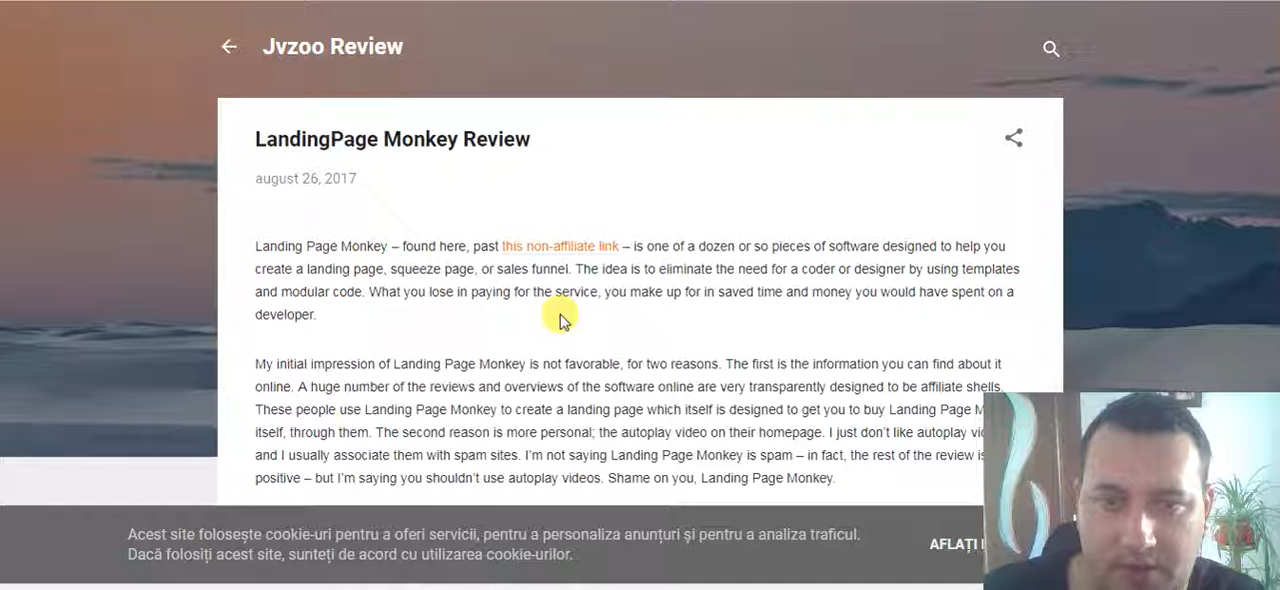 Jvzoo Review
LandingPage Monkey Review
august 26, 2017
Landing Page Monkey – found here, past this non-affiliate link – is one of a dozen or so pieces of software designed to help you
create a landing page, squeeze page, or sales funnel. The idea is to eliminate the need for a coder or designer by using templates
and modular code. What you lose in paying for the service, you make up for in saved time and money you would have spent on a
developer.
My initial impression of Landing Page Monkey is not favorable, for two reasons. The first is the information you can find about it
online. A huge number of the reviews and overviews of the software online are very transparently designed to be affiliate shells.
These people use Landing Page Monkey to create a landing page which itself is designed to get you to buy Landing Page
itself, through them. The second reason is more personal; the autoplay video on their homepage. I just don't like autoplay
and I usually associate them with spam sites. I'm not saying Landing Page Monkey is spam – in fact, the rest of the review is
positive – but I'm saying you shouldn't use autoplay videos. Shame on you, Landing Page Monkey.
Acest site folosește cookie-uri pentru a oferi servicii, pentru a personaliza anunțuri și pentru a analiza traficul.
Dacă folosiți acest site, sunteți de acord cu utilizarea cookie-urilor.
AFLAȚI